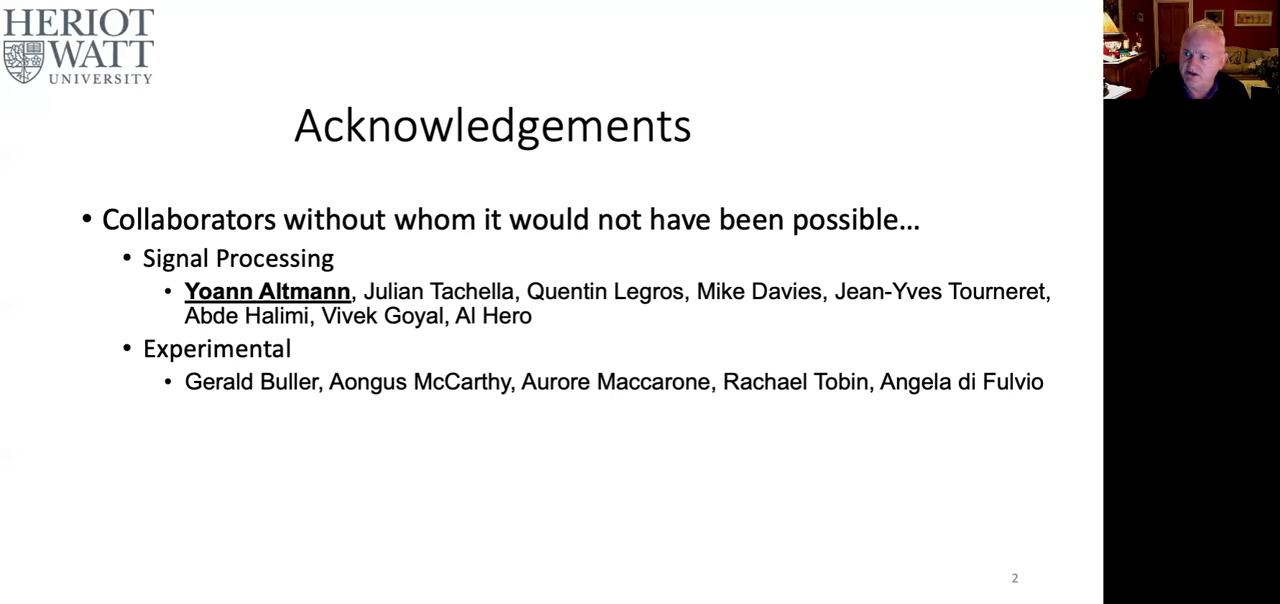 HERIOT
WATT
UNIVERSITY
Acknowledgements
• Collaborators without whom it would not have been possible…
• Signal Processing
• Yoann Altmann, Julian Tachella, Quentin Legros, Mike Davies, Jean-Yves Tourneret,
Abde Halimi, Vivek Goyal, Al Hero
• Experimental
• Gerald Buller, Aongus McCarthy, Aurore Maccarone, Rachael Tobin, Angela di Fulvio
2